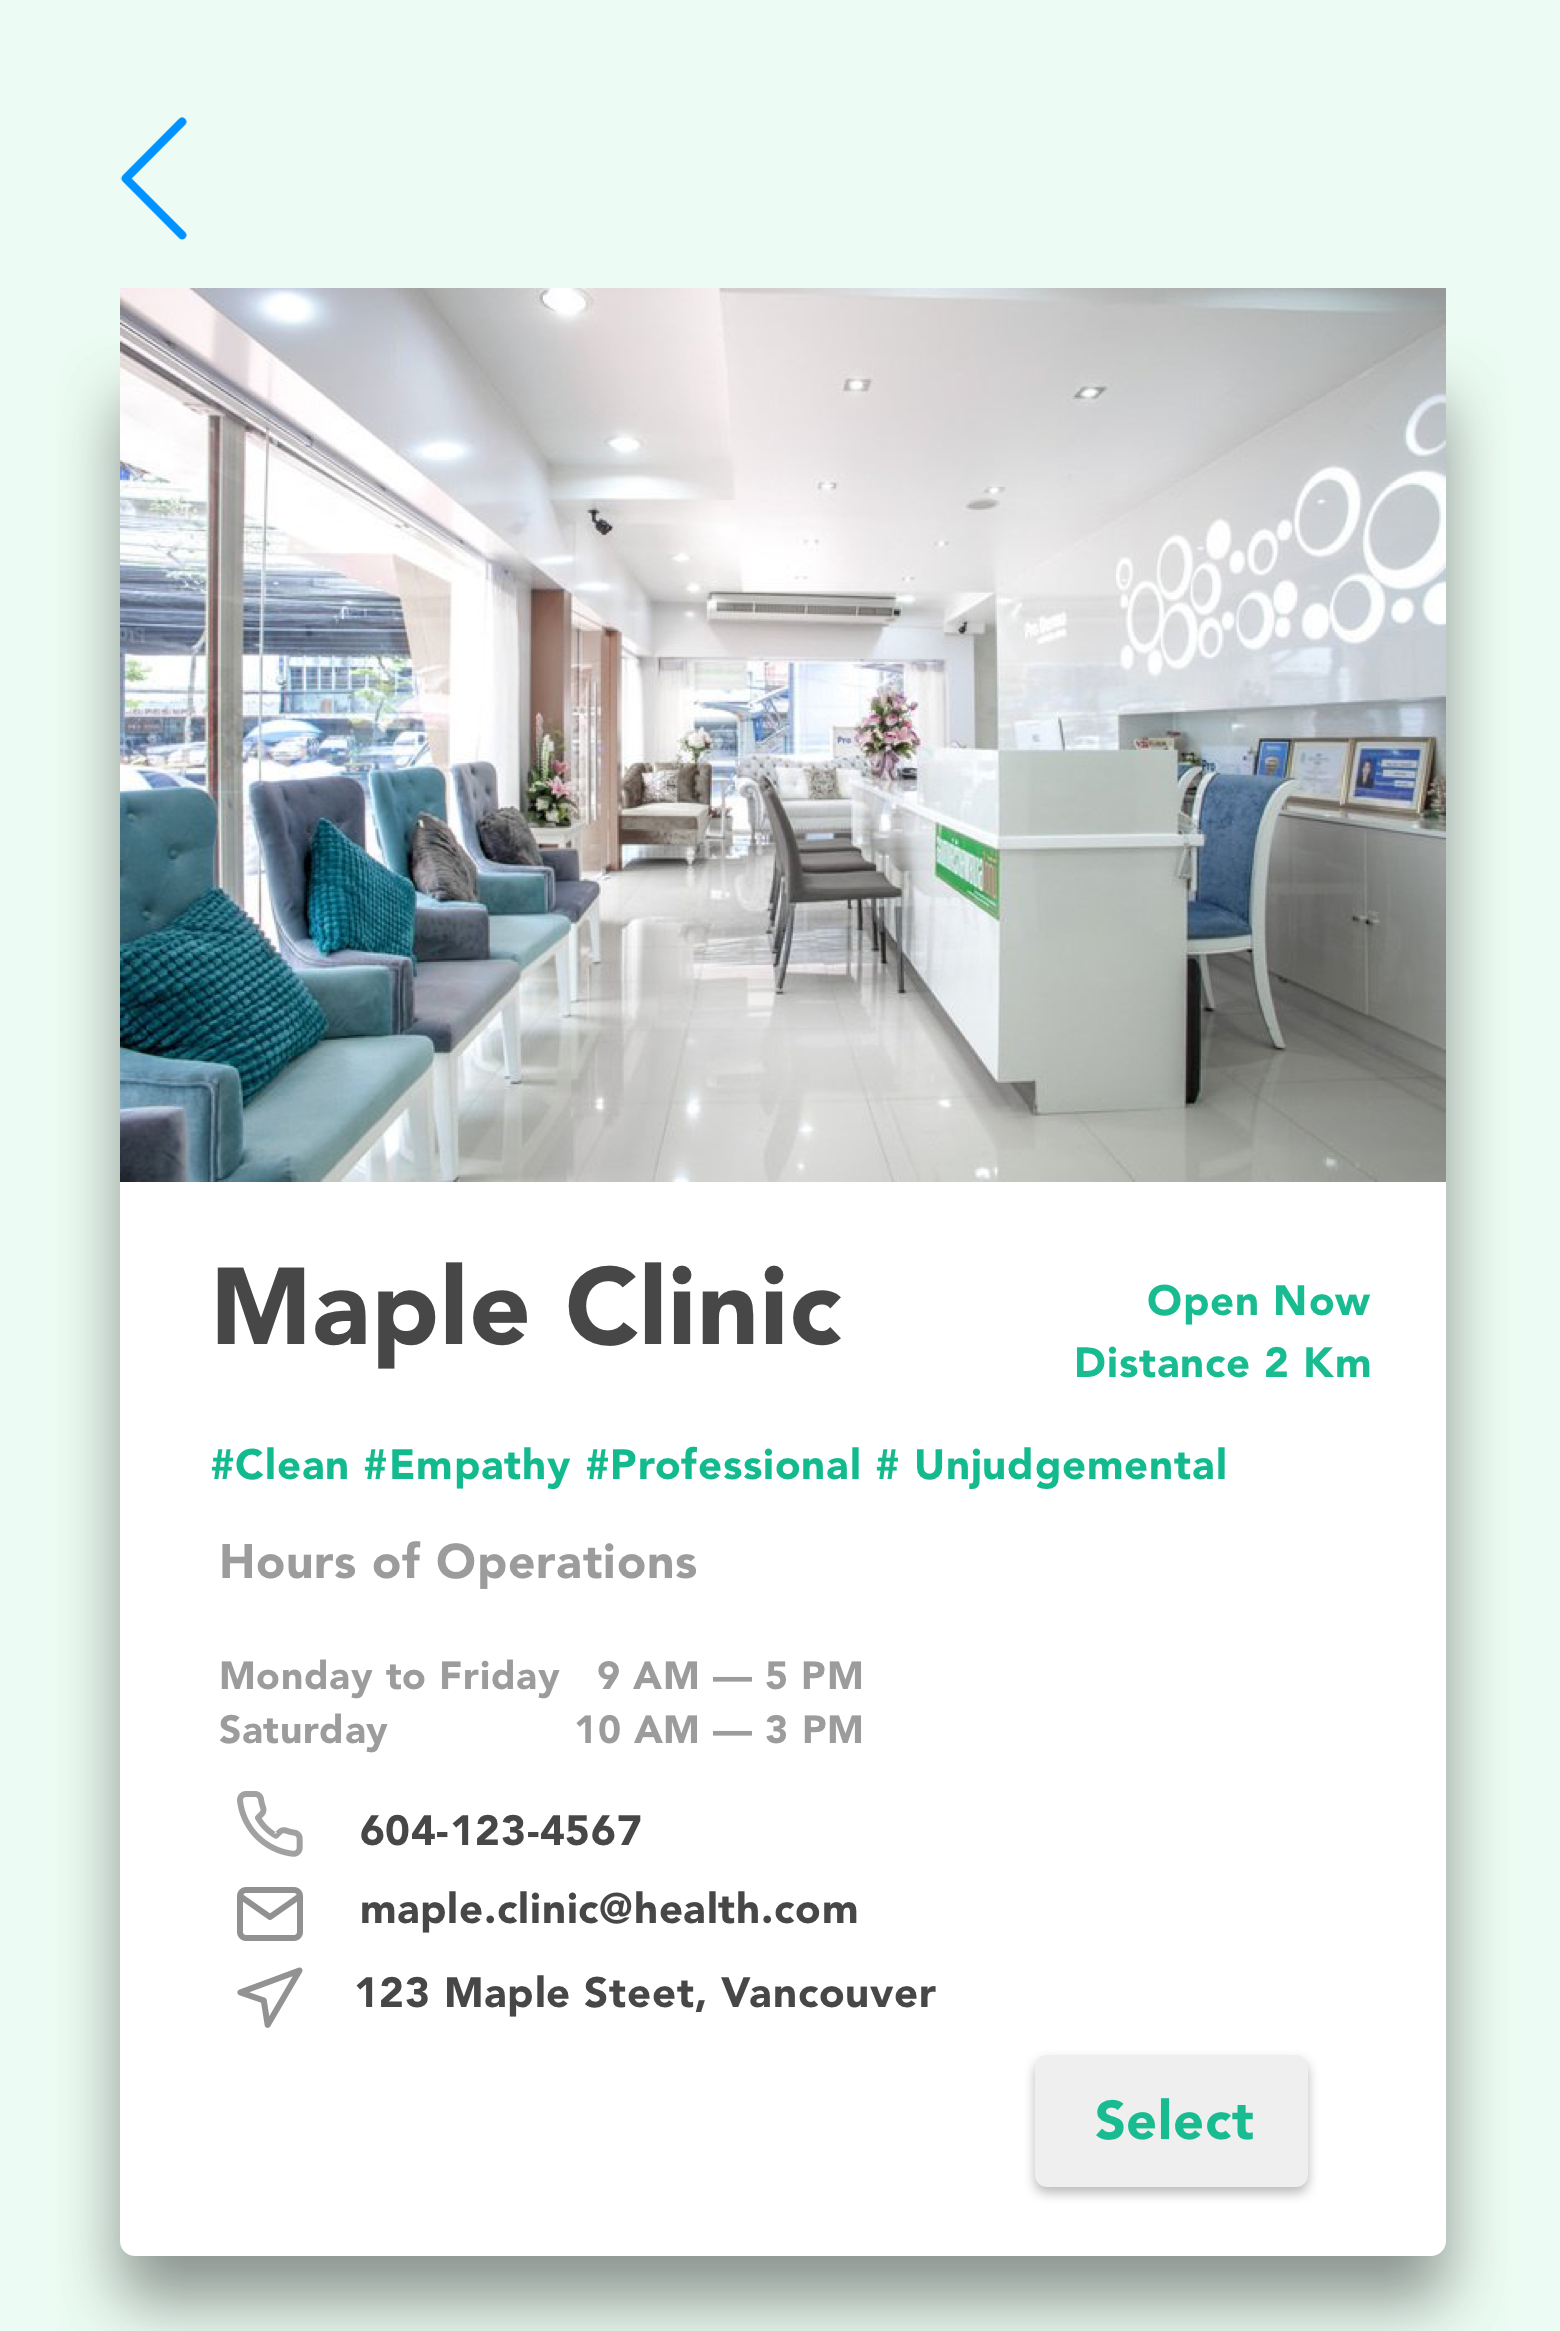 Pro
Maple Clinic
Open Now
Distance 2 Km
#Clean #Empathy #Professional # Unjudgemental
Hours of Operations
Monday to Friday 9 AM — 5 PM
Saturday 10 AM — 3 PM
604-123-4567
maple.clinic@health.com
123 Maple Steet, Vancouver
Select